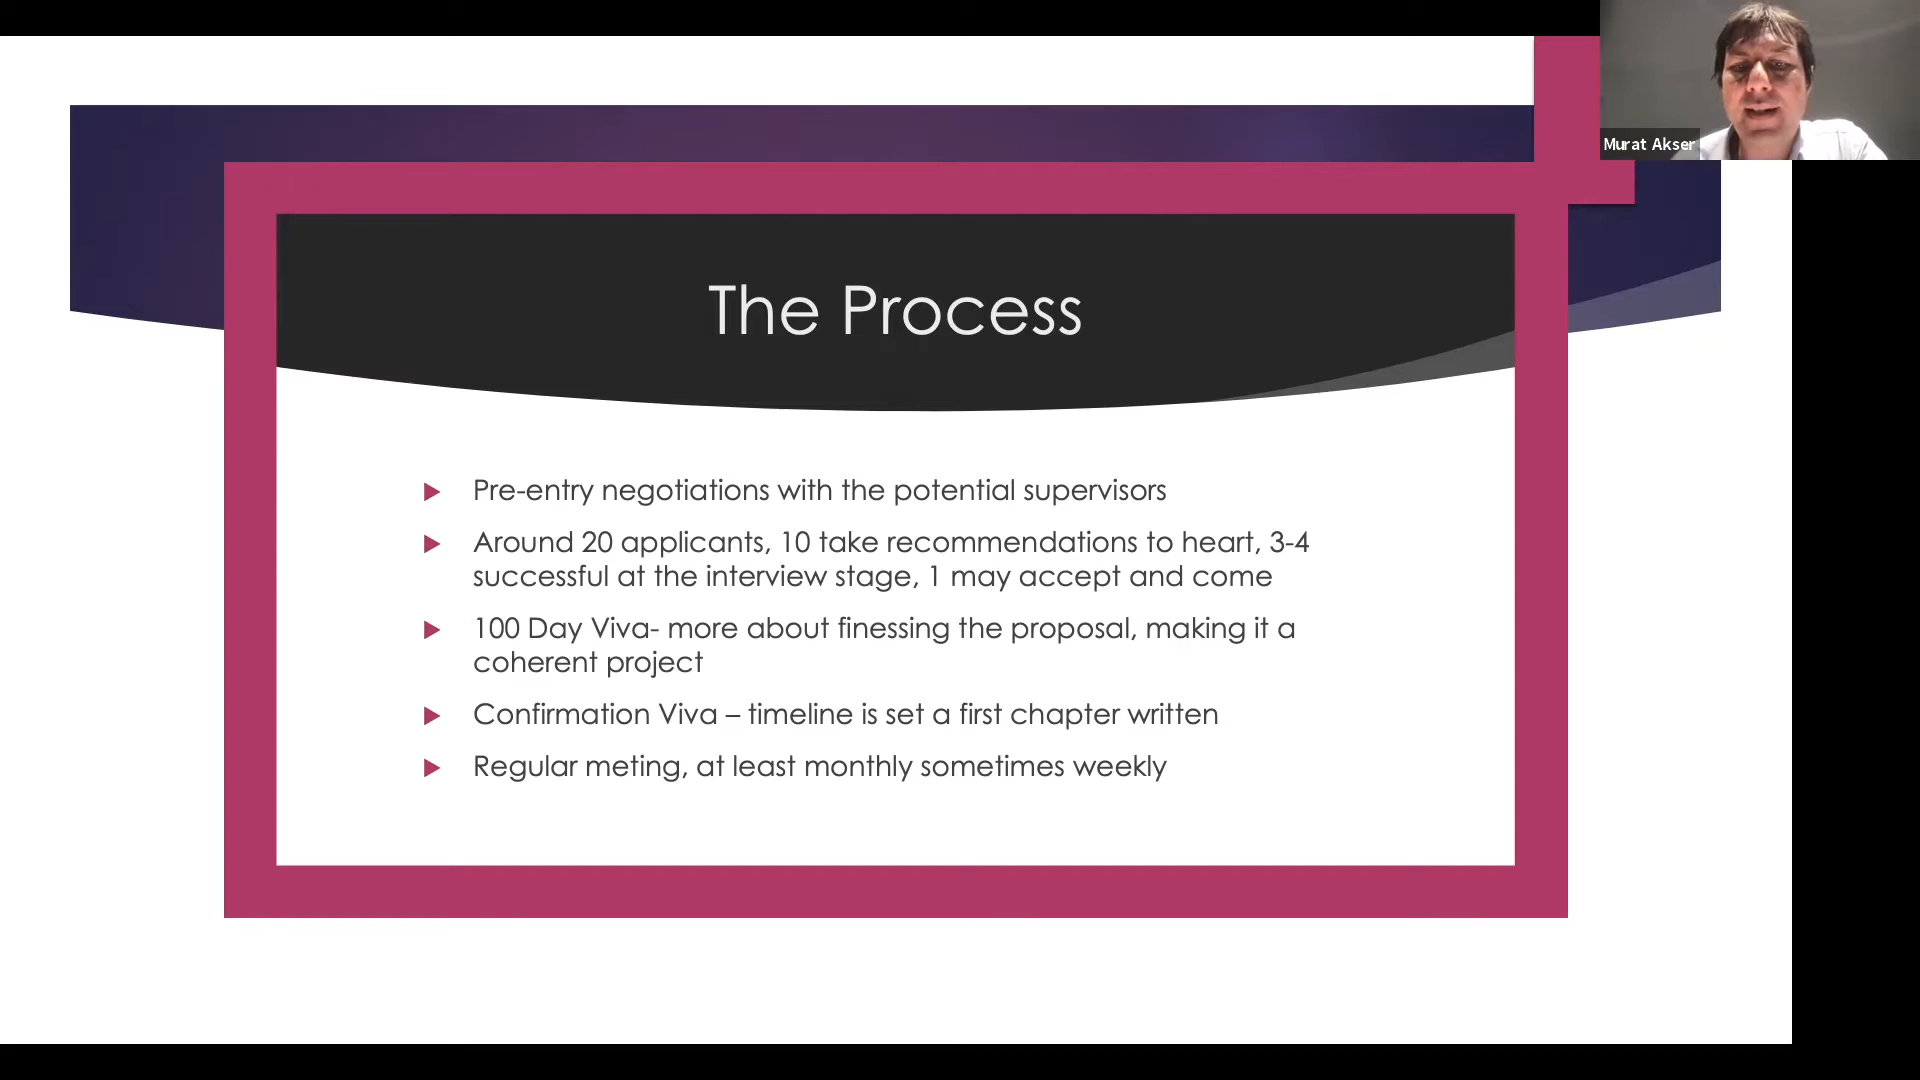 Murat Akser
The Process
Pre-entry negotiations with the potential supervisors
Around 20 applicants, 10 take recommendations to heart, 3-4
successful at the interview stage, 1 may accept and come
100 Day Viva- more about finessing the proposal, making it a
coherent project
Confirmation Viva – timeline is set a first chapter written
Regular meting, at least monthly sometimes weekly